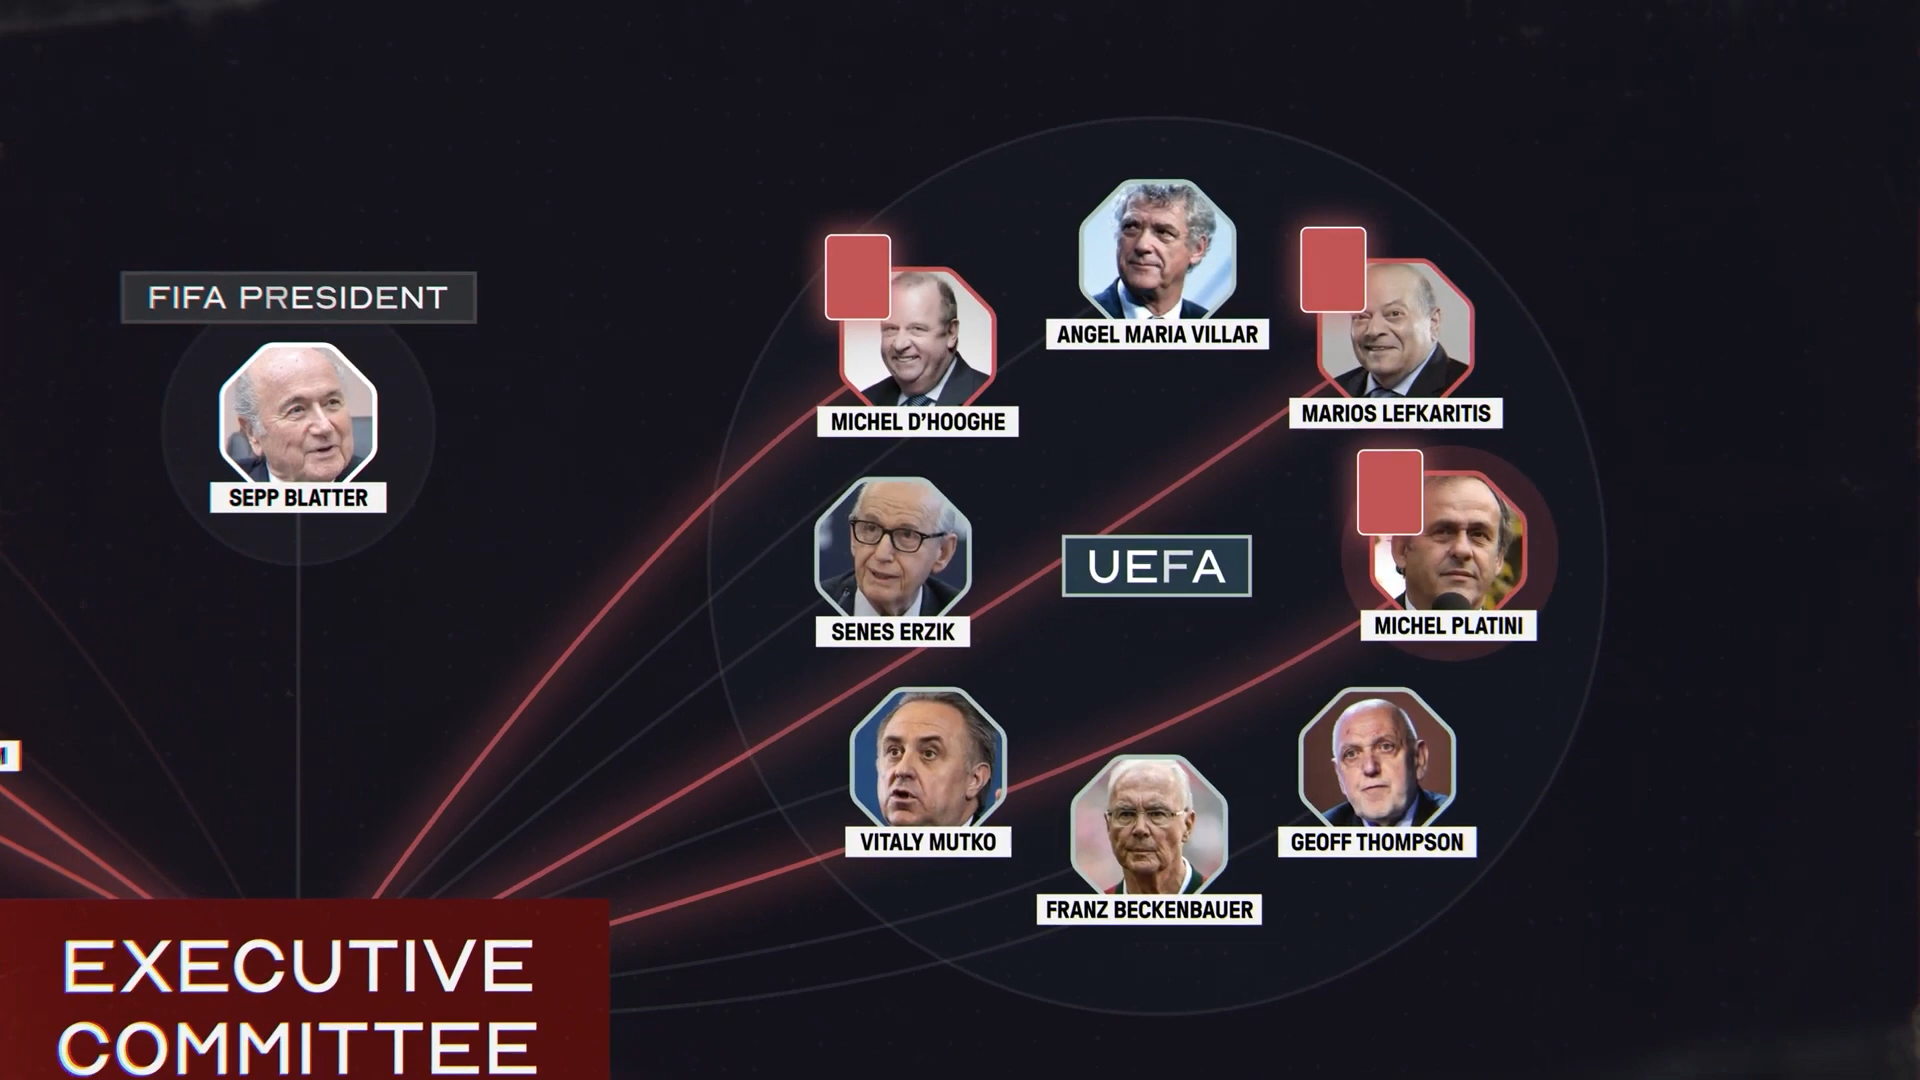 FIFA PRESIDENT
SEPP BLATTER
ANGEL MARIA VILLAR
MICHEL D'HOOGHE
MARIOS LEFKARITIS
SENES ERZIK
UEFA
MICHEL PLATINI
VITALY MUTKO
GEOFF THOMPSON
FRANZ BECKENBAUER
EXECUTIVE
COMMITTEE